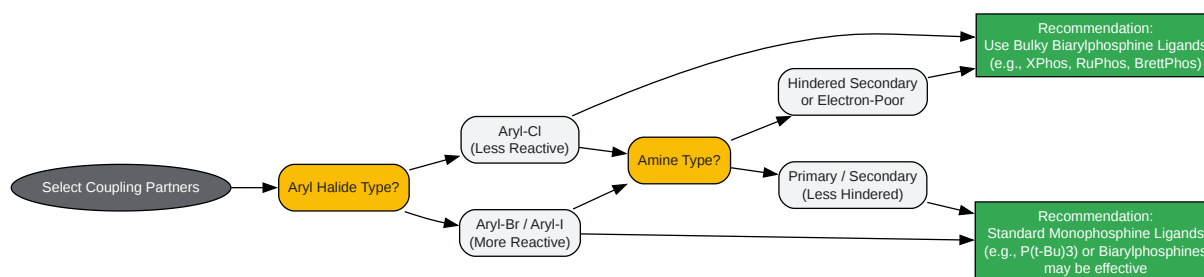 Select Coupling Partners
Aryl Halide Type?
Aryl-Cl
(Less Reactive)
Aryl-Br / Aryl-I
(More Reactive)
Amine Type?
Hindered Secondary
or Electron-Poor
Primary / Secondary
(Less Hindered)
Recommendation:
Use Bulky Biarylphosphine Ligands
(e.g., XPhos, RuPhos, BrettPhos)
Recommendation:
Standard Monophosphine Ligands
(e.g., P(t-Bu)3) or Biarylphosphines
may be effective